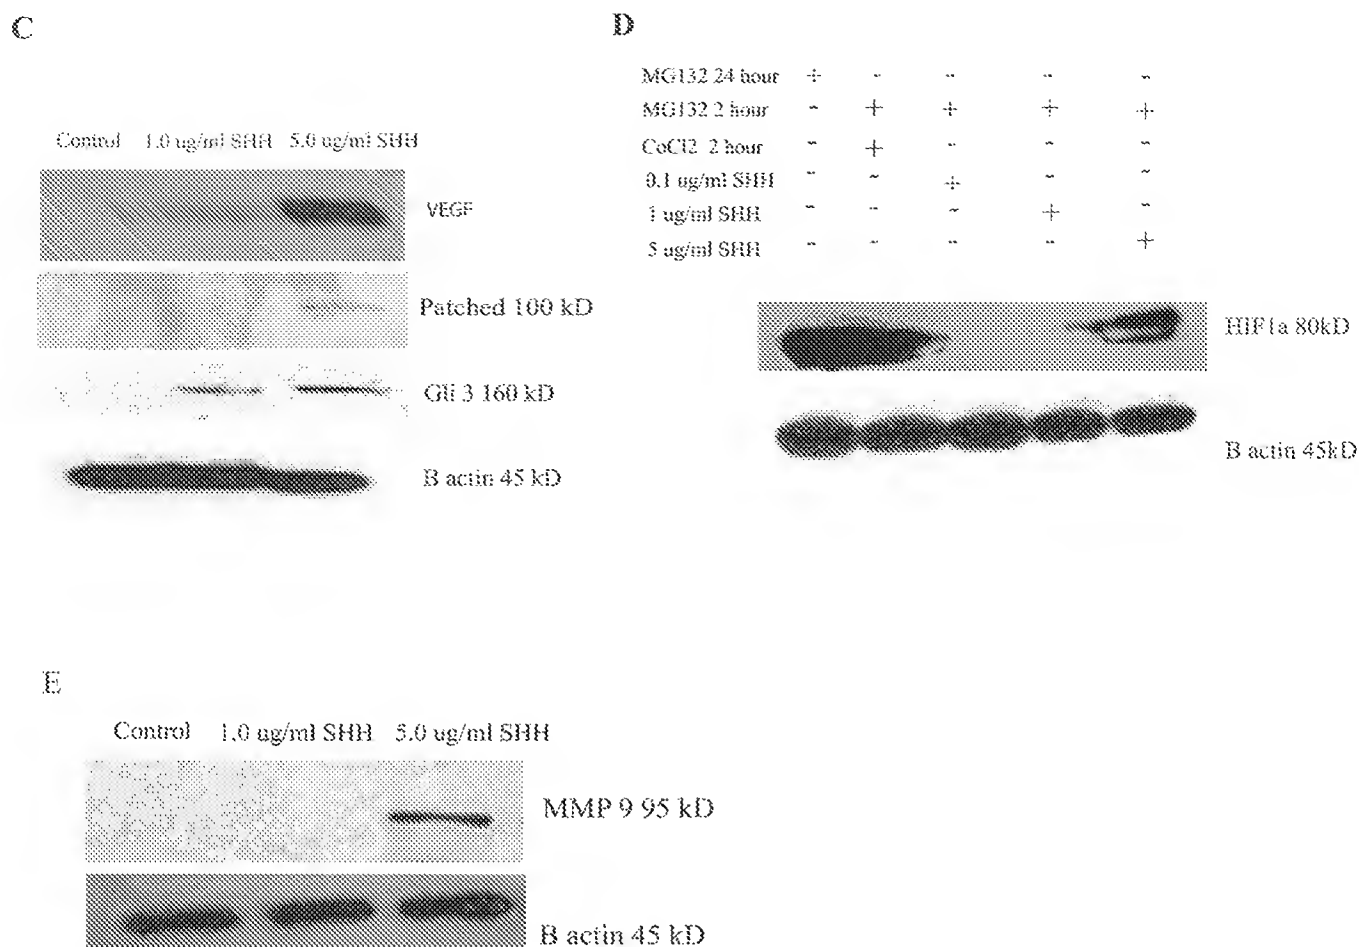 C
Control 1.0 ug/ml SHH 5.0 ug/ml SHH
VEGF
Patched 100 kD
Gli 3 160 kD
B actin 45 kD
D
MG132 24 hour + - - - -
MG132 2 hour - + + + +
CoCl2 2 hour - + - - -
0.1 ug/ml SHH - - + - -
1 ug/ml SHH - - - + -
5 ug/ml SHH - - - - +
HIF1a 80kD
B actin 45kD
E
Control 1.0 ug/ml SHH 5.0 ug/ml SHH
MMP 9 95 kD
B actin 45 kD